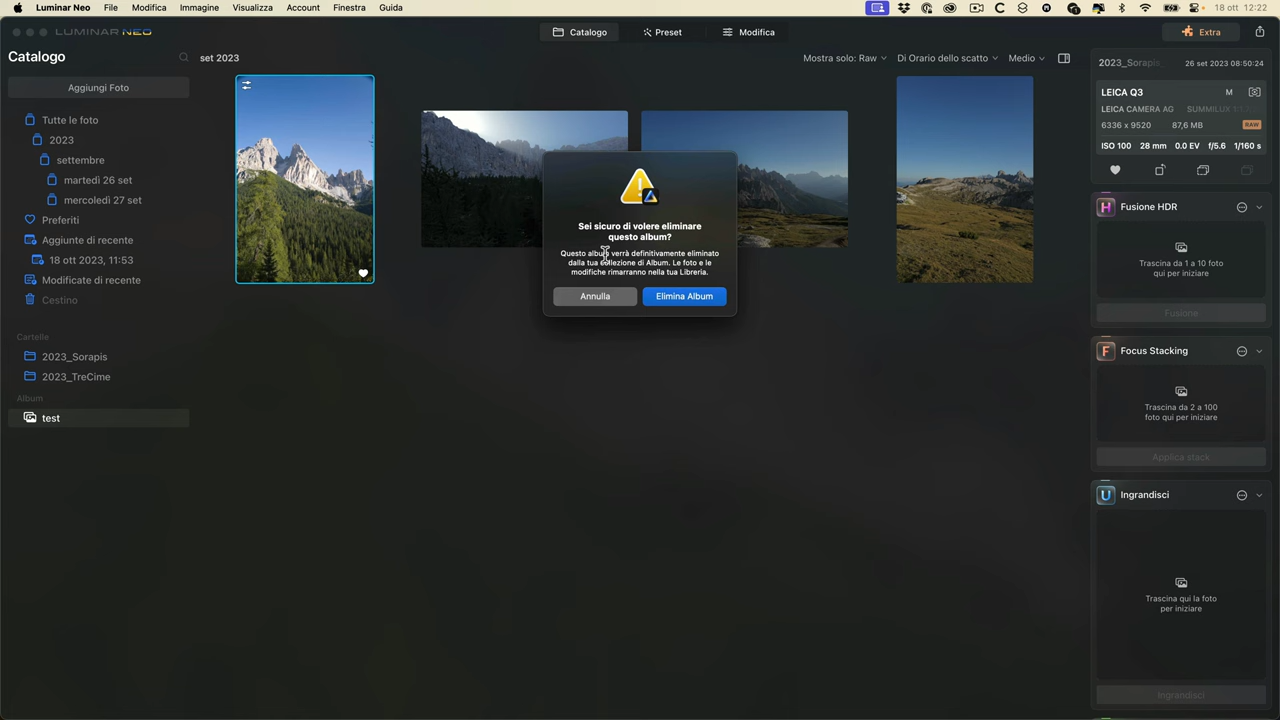 Luminar Neo File Modifica Immagine Visualizza Account Finestra Guida 18 ott 12:22
LUMINAR NEO Catalogo Preset Modifica Extra
Catalogo
set 2023
Mostra solo: Raw Di Orario dello scatto Medio
Aggiungi Foto
Tutte le foto
2023
settembre
martedì 26 set
mercoledì 27 set
Preferiti
Aggiunte di recente
18 ott 2023, 11:53
Modificate di recente
Cestino
Cartelle
2023_Sorapis
2023_TreCime
Album
test
Sei sicuro di volere eliminare
questo album?
Questo album verrà definitivamente eliminato
dalla tua collezione di Album. Le foto e le
modifiche rimarranno nella tua Libreria.
Annulla Elimina Album
2023_Sorapis 26 set 2023 08:50:24
LEICA Q3 M
LEICA CAMERA AG SUMMILUX
6336 x 9520 87,6 MB RAW
ISO 100 28 mm 0.0 EV f/5.6 1/160 s
H Fusione HDR
Trascina da 1 a 10 foto
qui per iniziare
Fusione
F Focus Stacking
Trascina da 2 a 100
foto qui per iniziare
Applica stack
U Ingrandisci
Trascina qui la foto
per iniziare
Ingrandisci